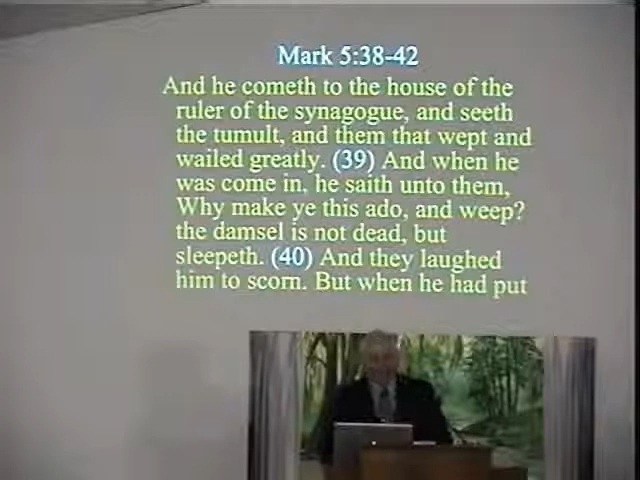 Mark 5:38-42
And he cometh to the house of the
ruler of the synagogue, and seeth
the tumult, and them that wept and
wailed greatly. (39) And when he
was come in, he saith unto them,
Why make ye this ado, and weep?
the damsel is not dead, but
sleepeth. (40) And they laughed
him to scorn. But when he had put